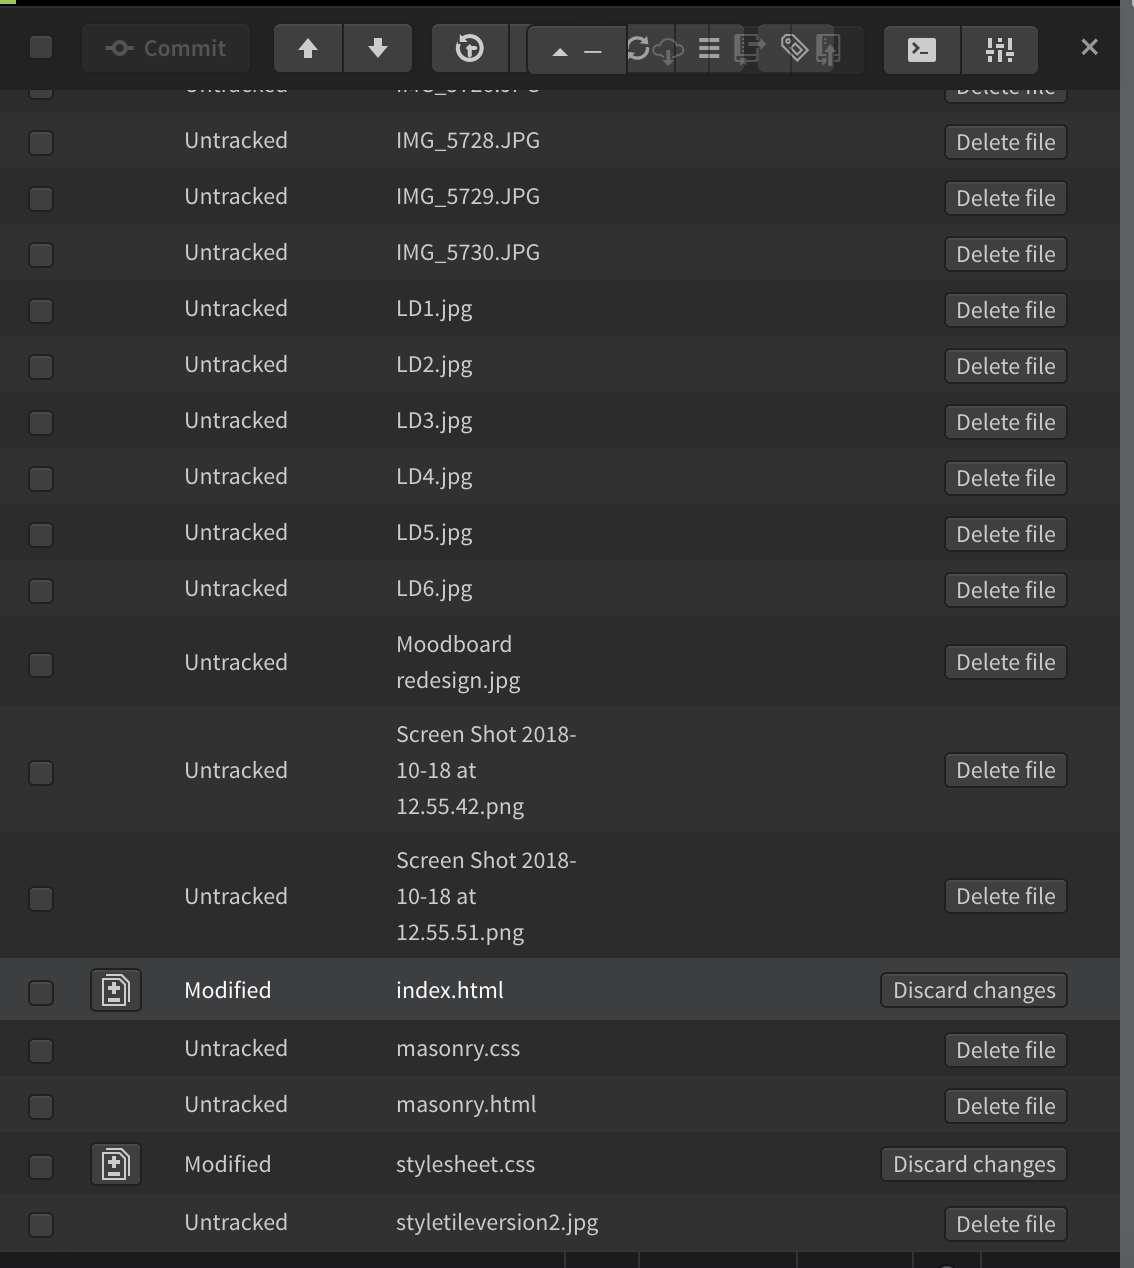 Commit
Untracked IMG_5728.JPG Delete file
Untracked IMG_5729.JPG Delete file
Untracked IMG_5730.JPG Delete file
Untracked LD1.jpg Delete file
Untracked LD2.jpg Delete file
Untracked LD3.jpg Delete file
Untracked LD4.jpg Delete file
Untracked LD5.jpg Delete file
Untracked LD6.jpg Delete file
Moodboard
Untracked redesign.jpg Delete file
Screen Shot 2018-
Untracked 10-18 at Delete file
12.55.42.png
Screen Shot 2018-
Untracked 10-18 at Delete file
12.55.51.png
Modified index.html Discard changes
Untracked masonry.css Delete file
Untracked masonry.html Delete file
Modified stylesheet.css Discard changes
Untracked styletileversion2.jpg Delete file